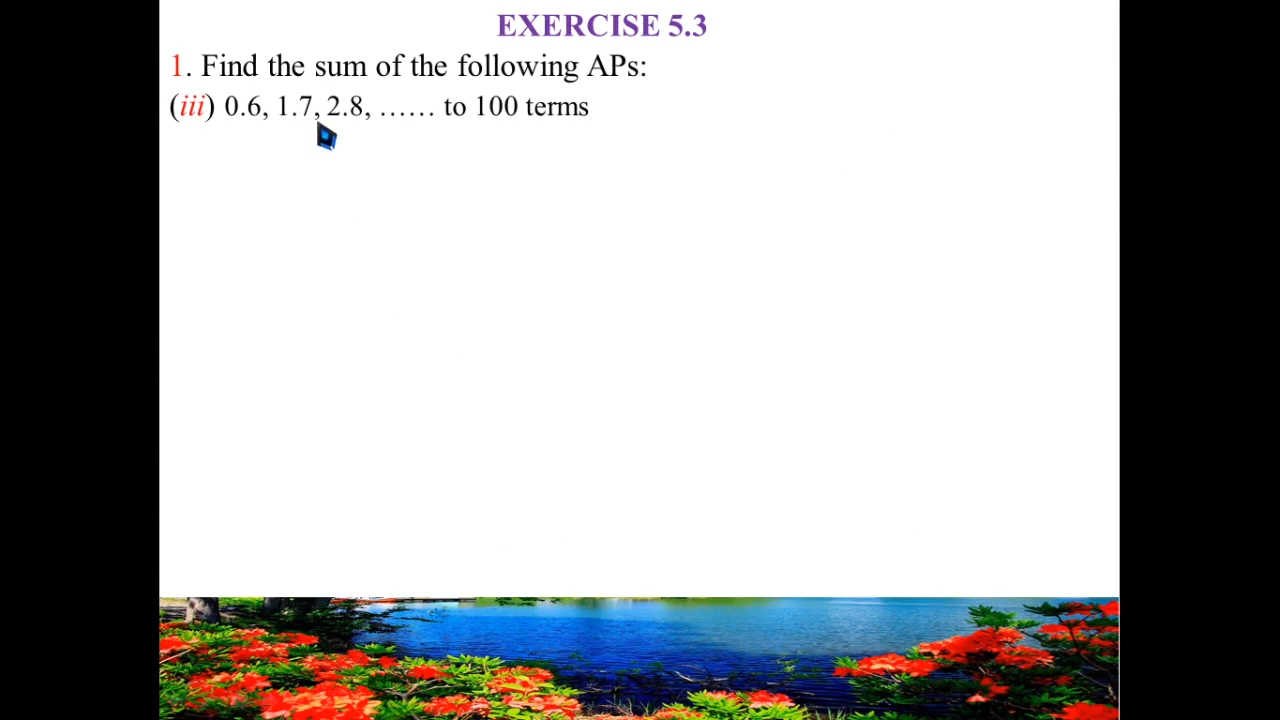 EXERCISE 5.3
1. Find the sum of the following APs:
(iii) 0.6, 1.7, 2.8, …… to 100 terms